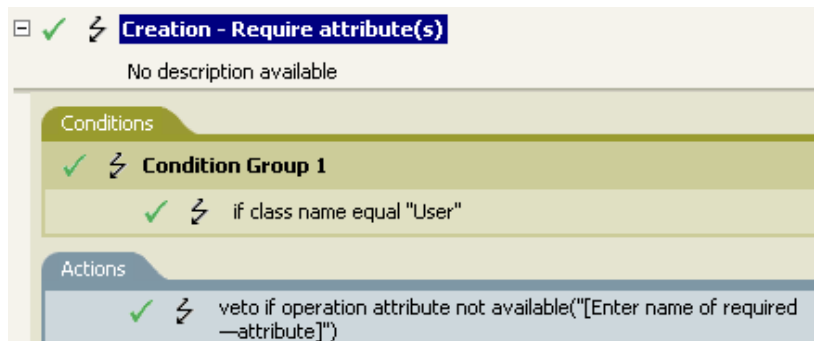 Creation - Require attribute(s)
No description available
Conditions
Condition Group 1
if class name equal "User"
Actions
veto if operation attribute not available("[Enter name of required
—attribute]")